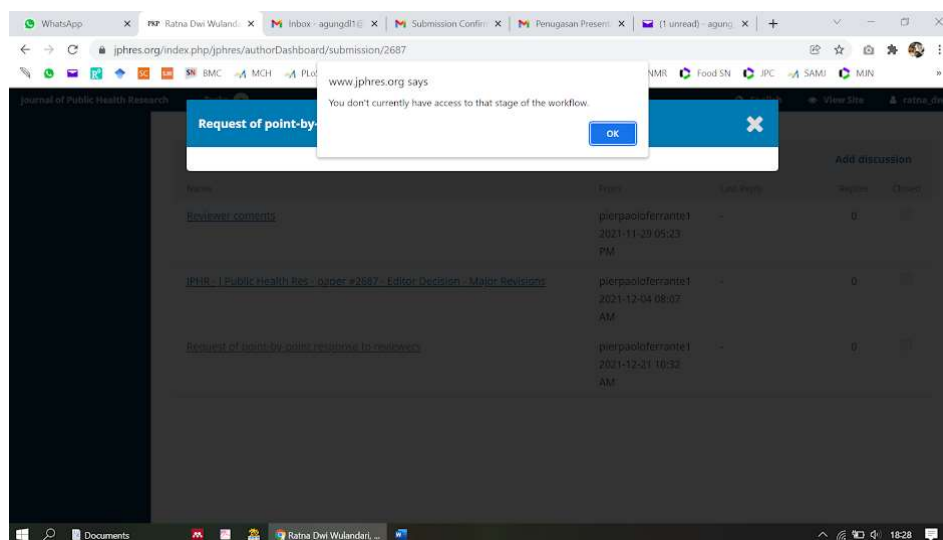 WhatsApp
Ratna Dwi Wuland
Inbox - agungdl1@
Submission Confirm
Penugasan Present
(1 unread) - agung
jphres.org/index.php/jphres/authorDashboard/submission/2687
BMC
MCH
Food SN
JPC
SAMJ
MJN
Journal of Public Health Research
English
View Site
www.jphres.org says
You don't currently have access to that stage of the workflow.
OK
Request of point-by-
Add discussion
Name
From
Last Reply
Replies
Closed
Reviewer coments
pierpaoloferrante1
-
0
2021-11-29 05:23
PM
JPHR - J Public Health Res - paper #2687 - Editor Decision - Major Revisions
pierpaoloferrante1
-
0
2021-12-04 08:07
AM
Request of point-by-point response to reviewers
pierpaoloferrante1
-
0
2021-12-21 10:32
AM
Documents
Ratna Dwi Wulandari, ...
18:28